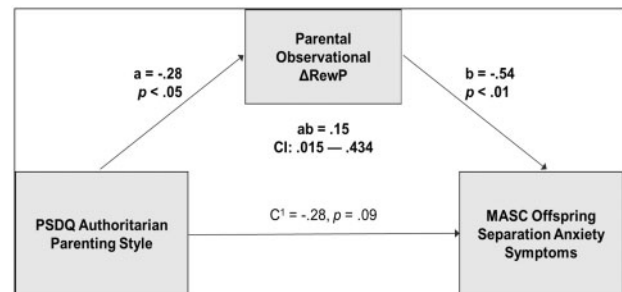 Parental
Observational
ΔRewP
a = -.28
p < .05
b = -.54
p < .01
ab = .15
CI: .015 — .434
PSDQ Authoritarian
Parenting Style
C¹ = -.28, p = .09
MASC Offspring
Separation Anxiety
Symptoms